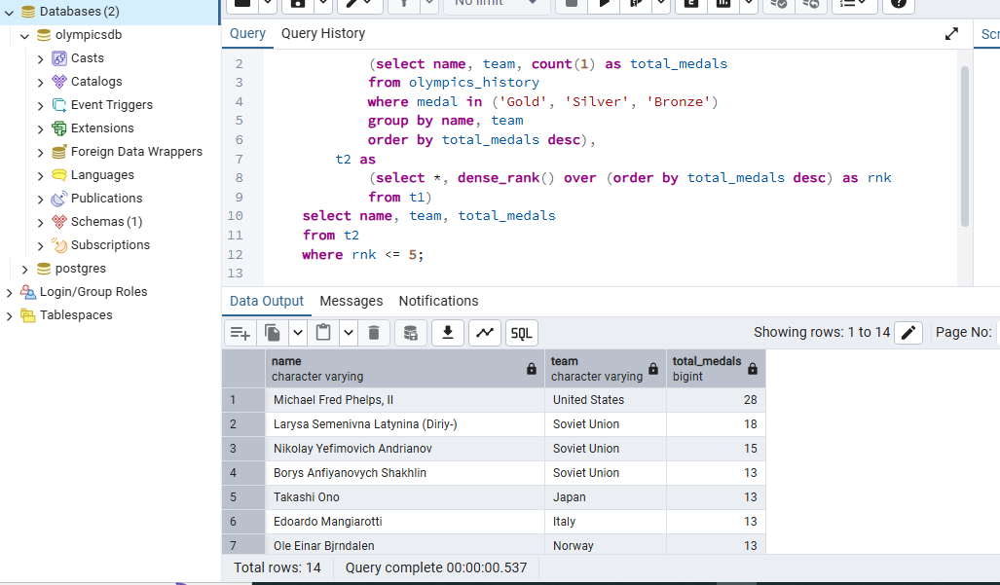 Databases (2)
olympicsdb
Casts
Catalogs
Event Triggers
Extensions
Foreign Data Wrappers
Languages
Publications
Schemas (1)
Subscriptions
postgres
Login/Group Roles
Tablespaces
No limit
Query
Query History
2 (select name, team, count(1) as total_medals
3 from olympics_history
4 where medal in ('Gold', 'Silver', 'Bronze')
5 group by name, team
6 order by total_medals desc),
7 t2 as
8 (select *, dense_rank() over (order by total_medals desc) as rnk
9 from t1)
10 select name, team, total_medals
11 from t2
12 where rnk <= 5;
13
Data Output Messages Notifications
SQL
Showing rows: 1 to 14
Page No:
name team total_medals
character varying character varying bigint
1 Michael Fred Phelps, II United States 28
2 Larysa Semenivna Latynina (Diriy-) Soviet Union 18
3 Nikolay Yefimovich Andrianov Soviet Union 15
4 Borys Anfiyanovych Shakhlin Soviet Union 13
5 Takashi Ono Japan 13
6 Edoardo Mangiarotti Italy 13
7 Ole Einar Bjrndalen Norway 13
Total rows: 14 Query complete 00:00:00.537